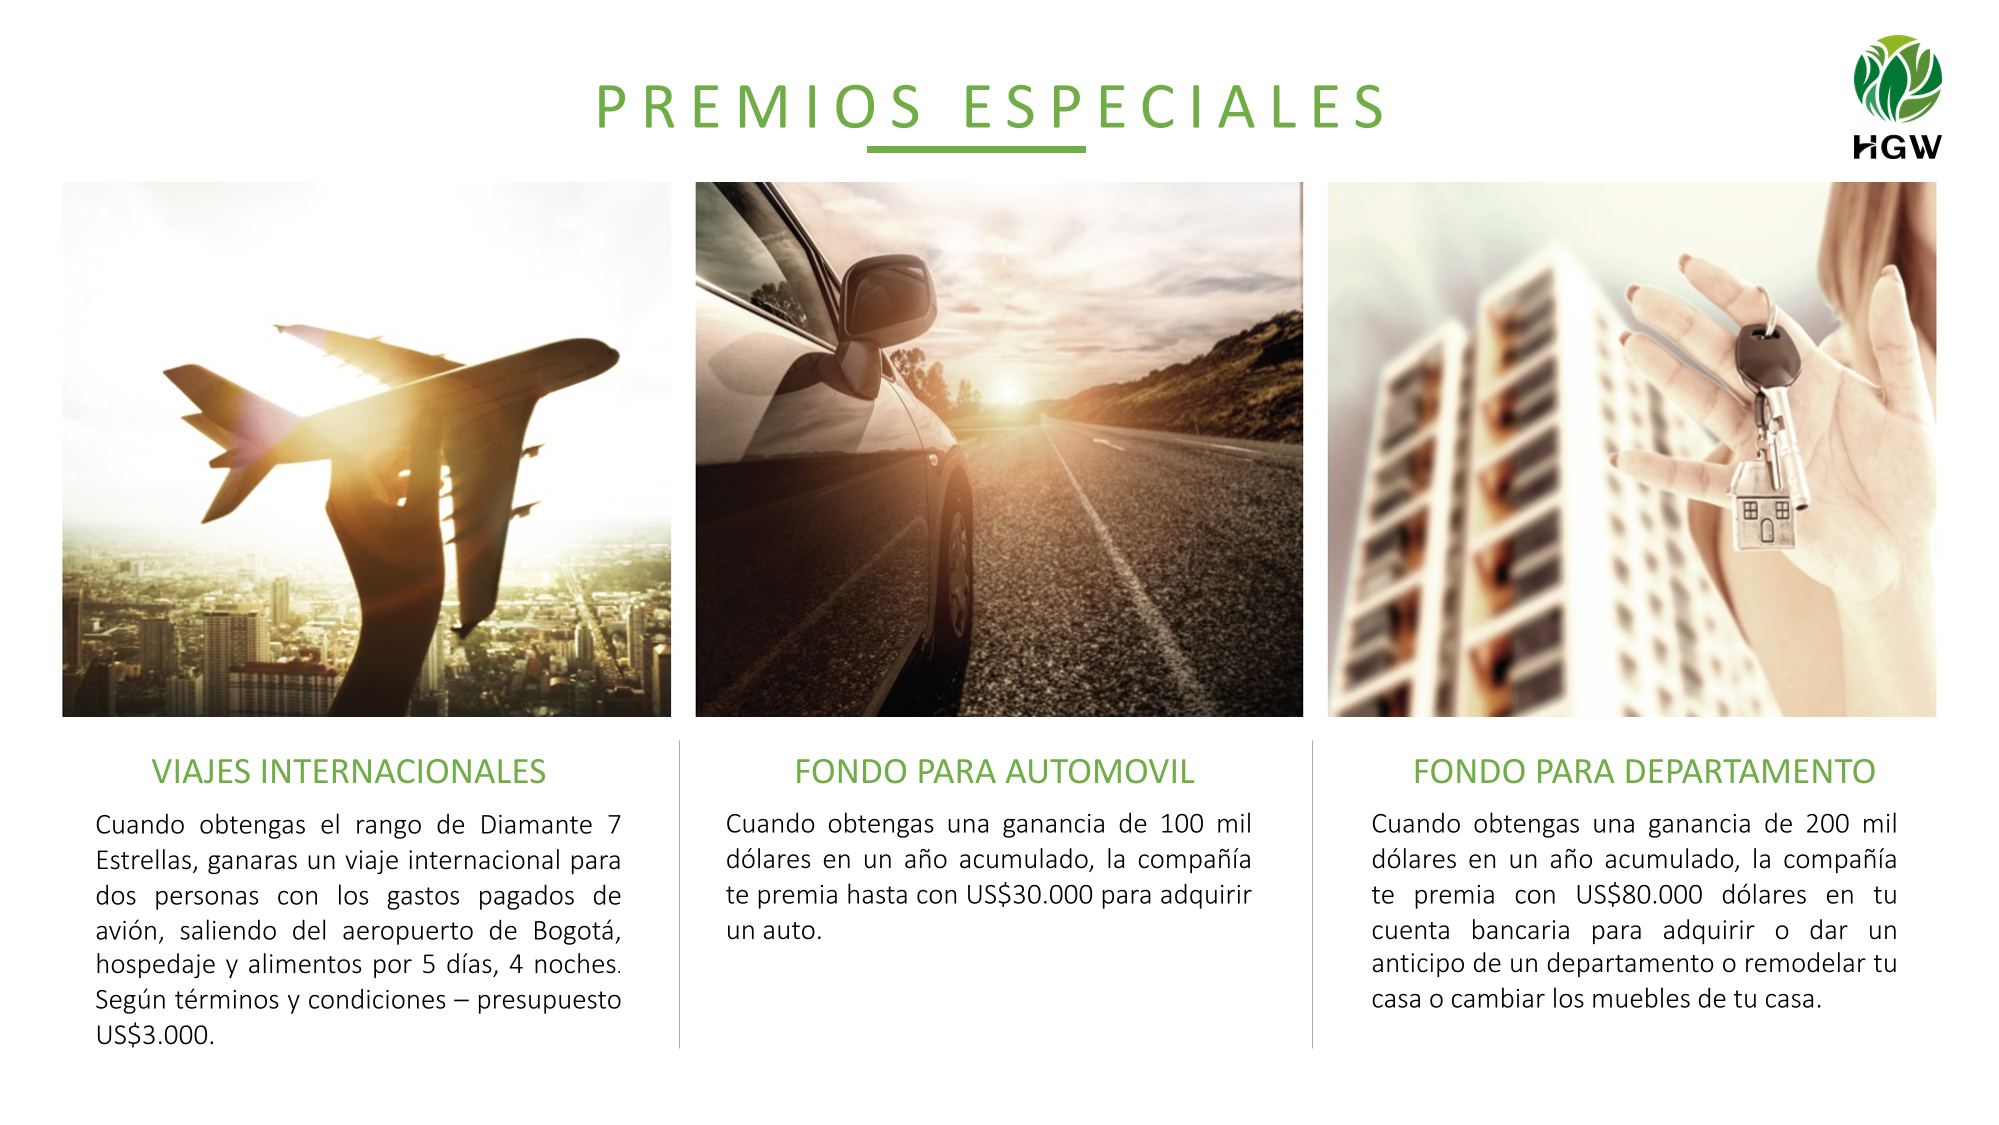 PREMIOS ESPECIALES
HGW
VIAJES INTERNACIONALES
Cuando obtengas el rango de Diamante 7
Estrellas, ganaras un viaje internacional para
dos personas con los gastos pagados de
avión, saliendo del aeropuerto de Bogotá,
hospedaje y alimentos por 5 días, 4 noches.
Según términos y condiciones – presupuesto
US$3.000.
FONDO PARA AUTOMOVIL
Cuando obtengas una ganancia de 100 mil
dólares en un año acumulado, la compañía
te premia hasta con US$30.000 para adquirir
un auto.
FONDO PARA DEPARTAMENTO
Cuando obtengas una ganancia de 200 mil
dólares en un año acumulado, la compañía
te premia con US$80.000 dólares en tu
cuenta bancaria para adquirir o dar un
anticipo de un departamento o remodelar tu
casa o cambiar los muebles de tu casa.